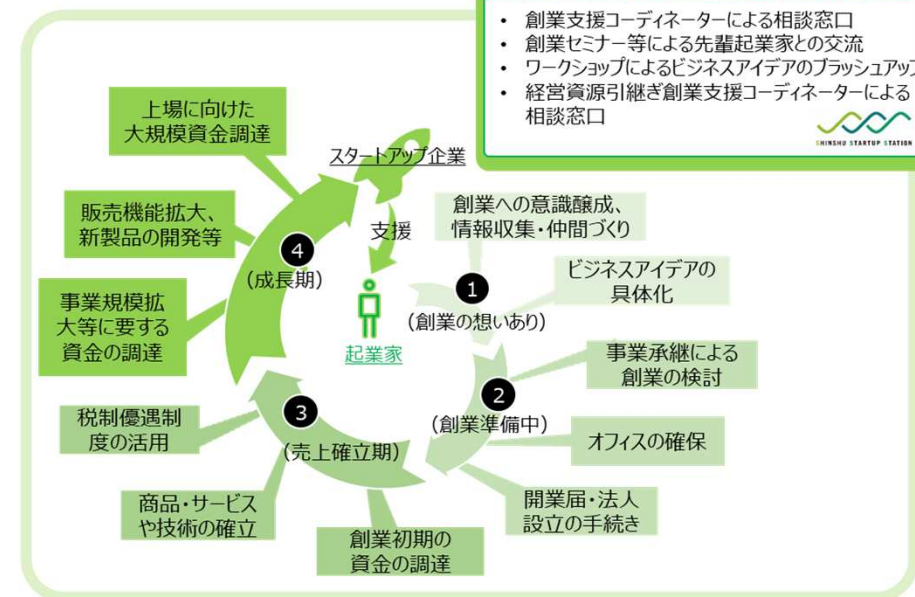 • 創業支援コーディネーターによる相談窓口
• 創業セミナー等による先輩起業家との交流
• ワークショップによるビジネスアイデアのブラッシュアップ
• 経営資源引継ぎ創業支援コーディネーターによる
相談窓口
SHINSHU STARTUP STATION
上場に向けた
大規模資金調達
スタートアップ企業
販売機能拡大、
新製品の開発等
支援
創業への意識醸成、
情報収集・仲間づくり
4
(成長期)
1
(創業の想いあり)
ビジネスアイデアの
具体化
事業規模拡
大等に要する
資金の調達
起業家
事業承継による
創業の検討
2
(創業準備中)
税制優遇制
度の活用
3
(売上確立期)
オフィスの確保
商品・サービス
や技術の確立
開業届・法人
設立の手続き
創業初期の
資金の調達